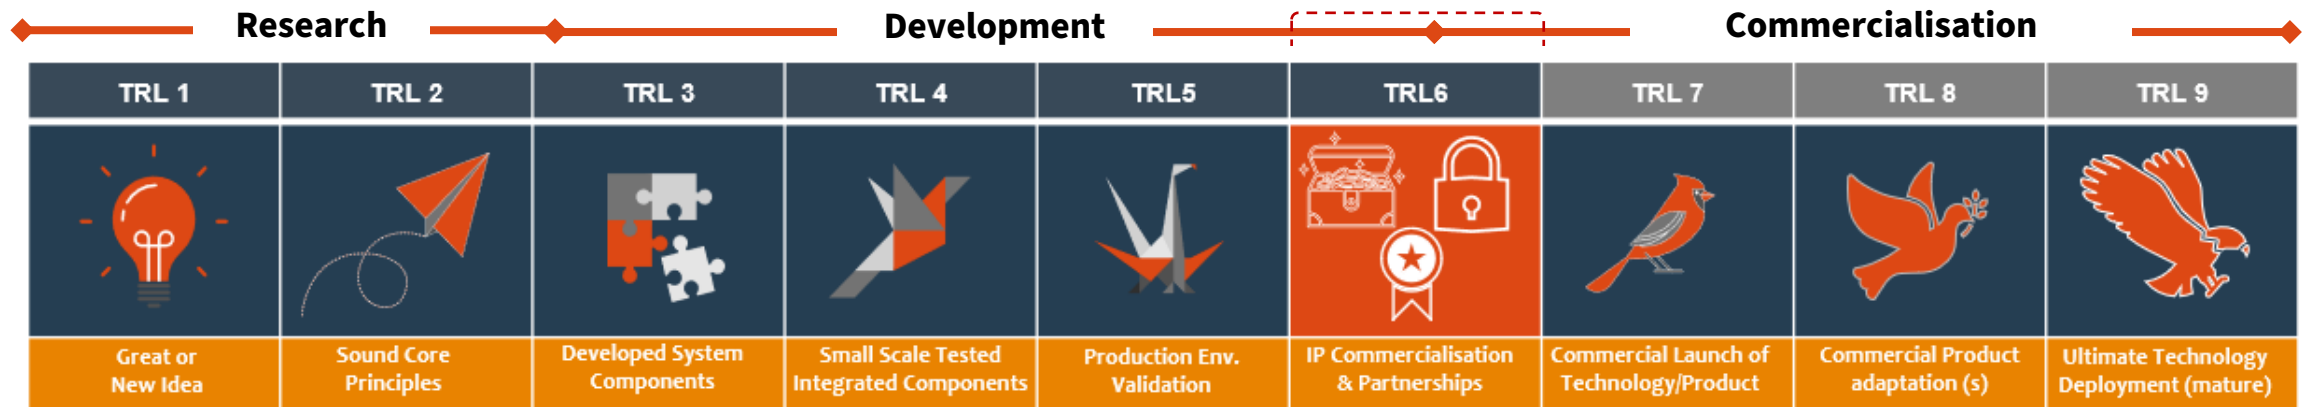 Research
Development
Commercialisation
TRL 1
TRL 2
TRL 3
TRL 4
TRL5
TRL6
TRL 7
TRL 8
TRL 9
Great or
New Idea
Sound Core
Principles
Developed System
Components
Small Scale Tested
Integrated Components
Production Env.
Validation
IP Commercialisation
& Partnerships
Commercial Launch of
Technology/Product
Commercial Product
adaptation (s)
Ultimate Technology
Deployment (mature)